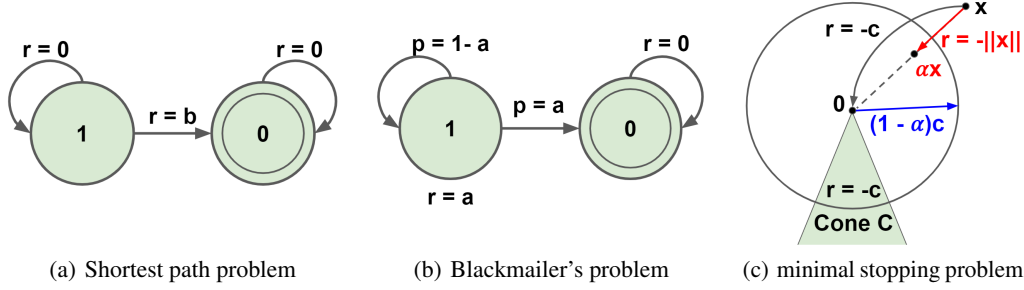 r = 0
r = 0
1
r = b
0
(a) Shortest path problem
p = 1- a
r = 0
1
p = a
0
r = a
(b) Blackmailer's problem
x
r = -c
r = -||x||
αx
0
(1 - α)c
r = -c
Cone C
(c) minimal stopping problem